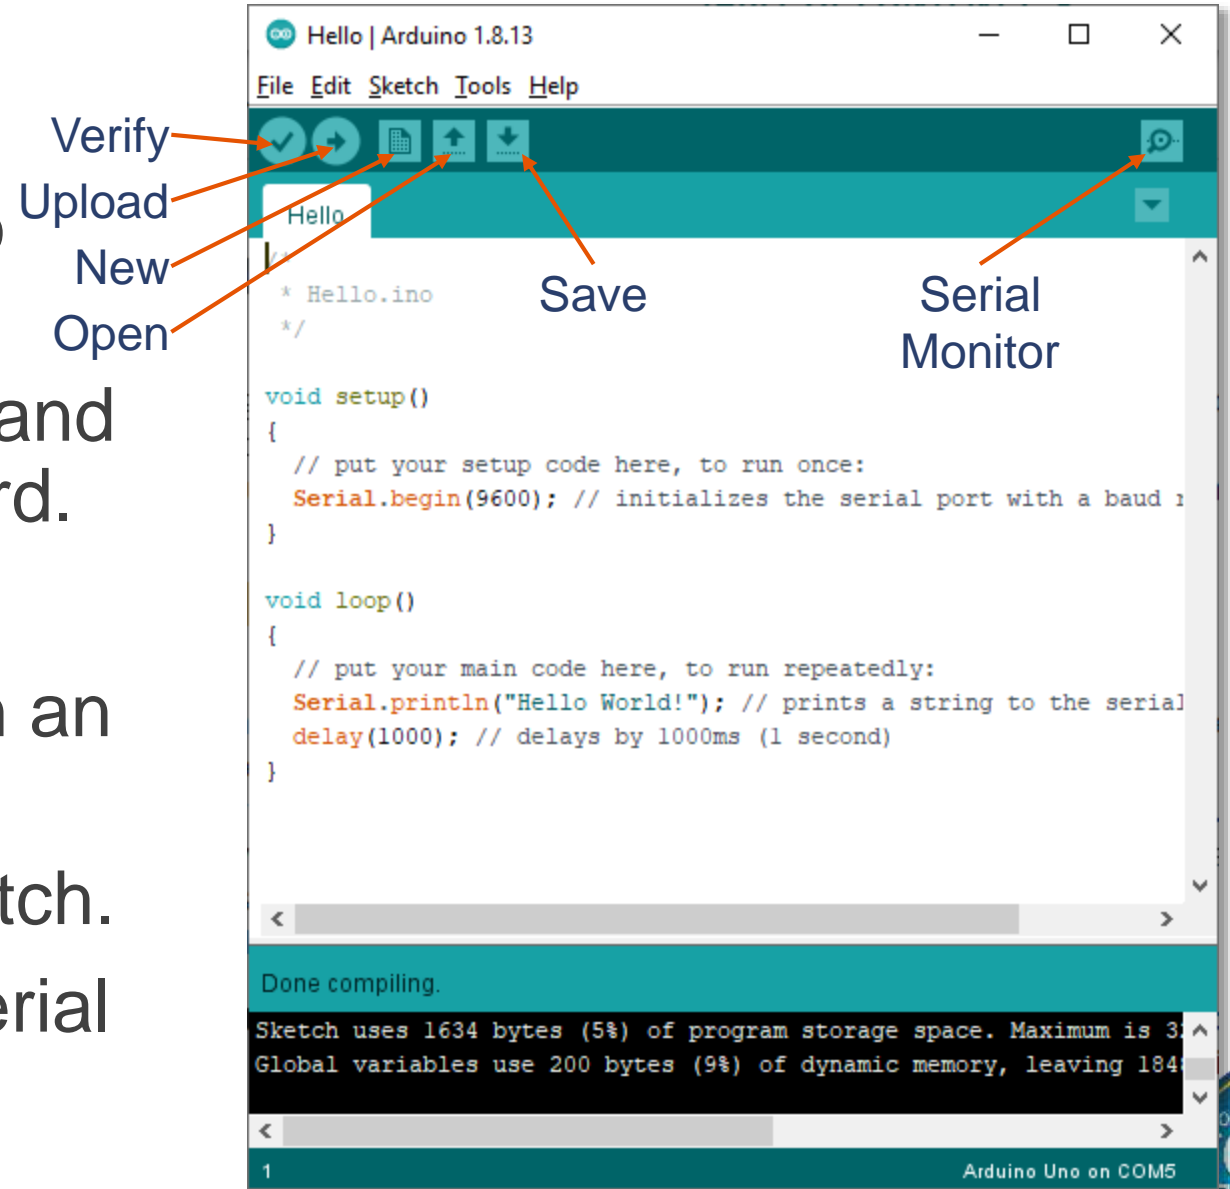 Hello | Arduino 1.8.13
File Edit Sketch Tools Help
Verify
Upload
New
Open
Save
Serial
Monitor
and
rd.
an
tch.
erial
Hello
/*
* Hello.ino
*/
void setup()
{
// put your setup code here, to run once:
Serial.begin(9600); // initializes the serial port with a baud
}
void loop()
{
// put your main code here, to run repeatedly:
Serial.println("Hello World!"); // prints a string to the serial
delay(1000); // delays by 1000ms (1 second)
}
Done compiling.
Sketch uses 1634 bytes (5%) of program storage space. Maximum is 3
Global variables use 200 bytes (9%) of dynamic memory, leaving 184
1
Arduino Uno on COM5